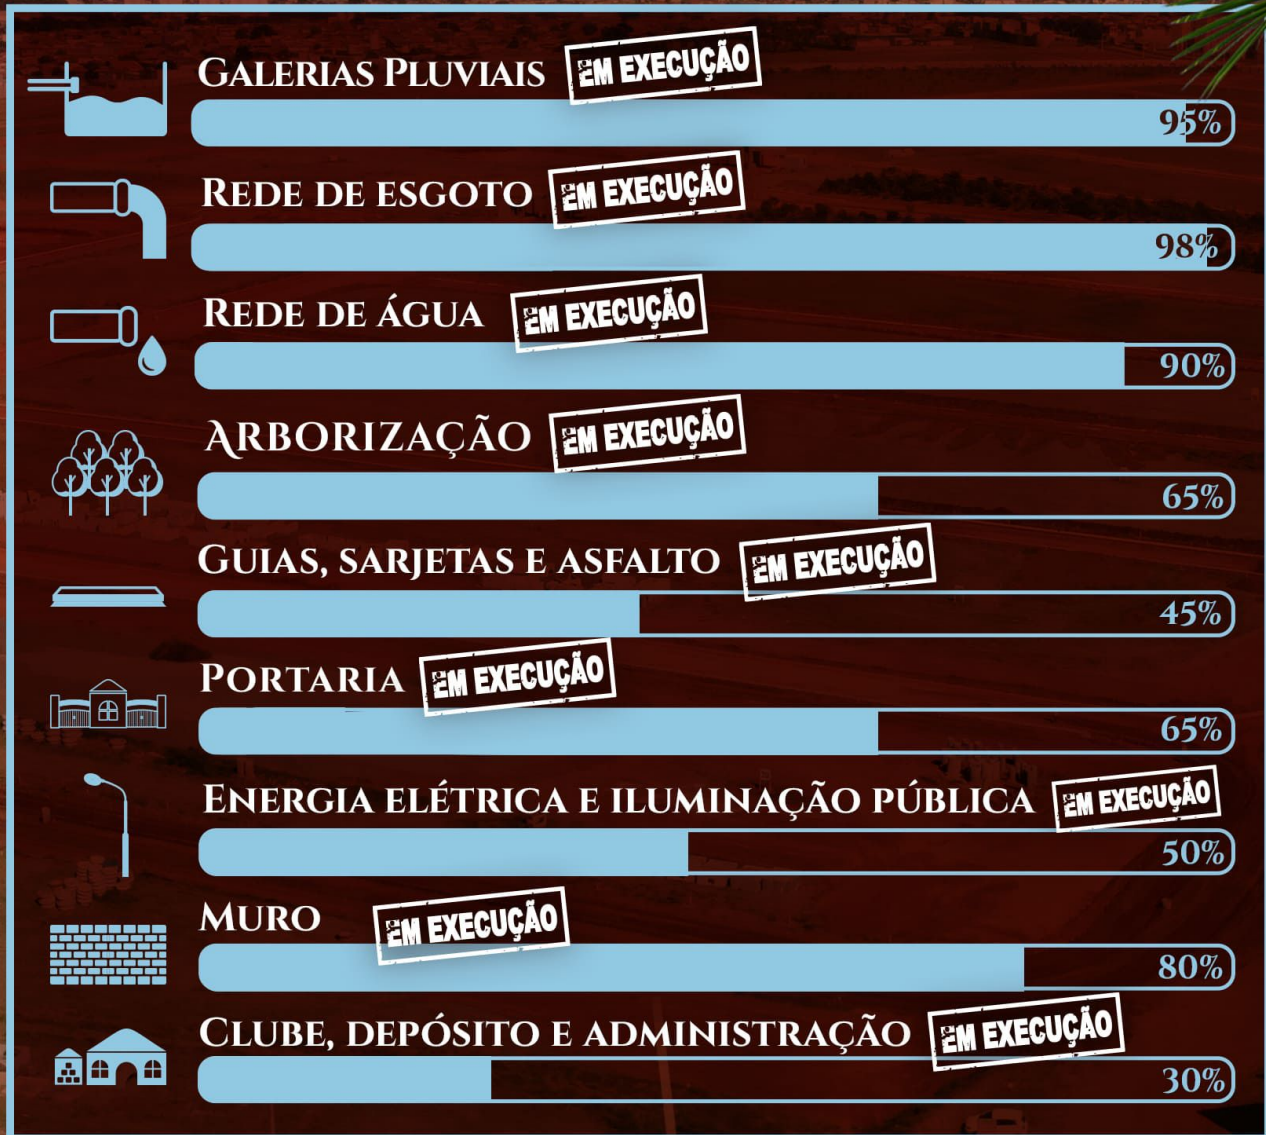 GALERIAS PLUVIAIS EM EXECUÇÃO
95%
REDE DE ESGOTO EM EXECUÇÃO
98%
REDE DE ÁGUA EM EXECUÇÃO
90%
ARBORIZAÇÃO EM EXECUÇÃO
65%
GUIAS, SARJETAS E ASFALTO EM EXECUÇÃO
45%
PORTARIA EM EXECUÇÃO
65%
ENERGIA ELÉTRICA E ILUMINAÇÃO PÚBLICA EM EXECUÇÃO
50%
MURO EM EXECUÇÃO
80%
CLUBE, DEPÓSITO E ADMINISTRAÇÃO EM EXECUÇÃO
30%